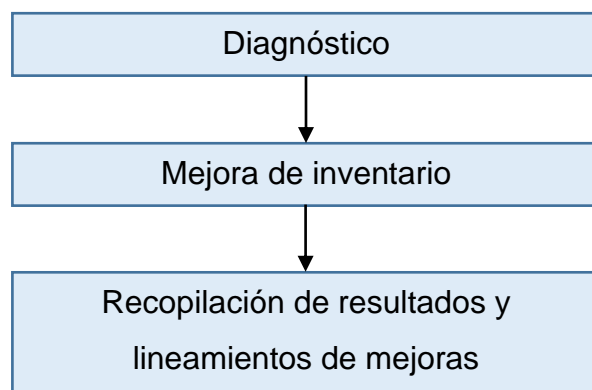 Diagnóstico
Mejora de inventario
Recopilación de resultados y
lineamientos de mejoras